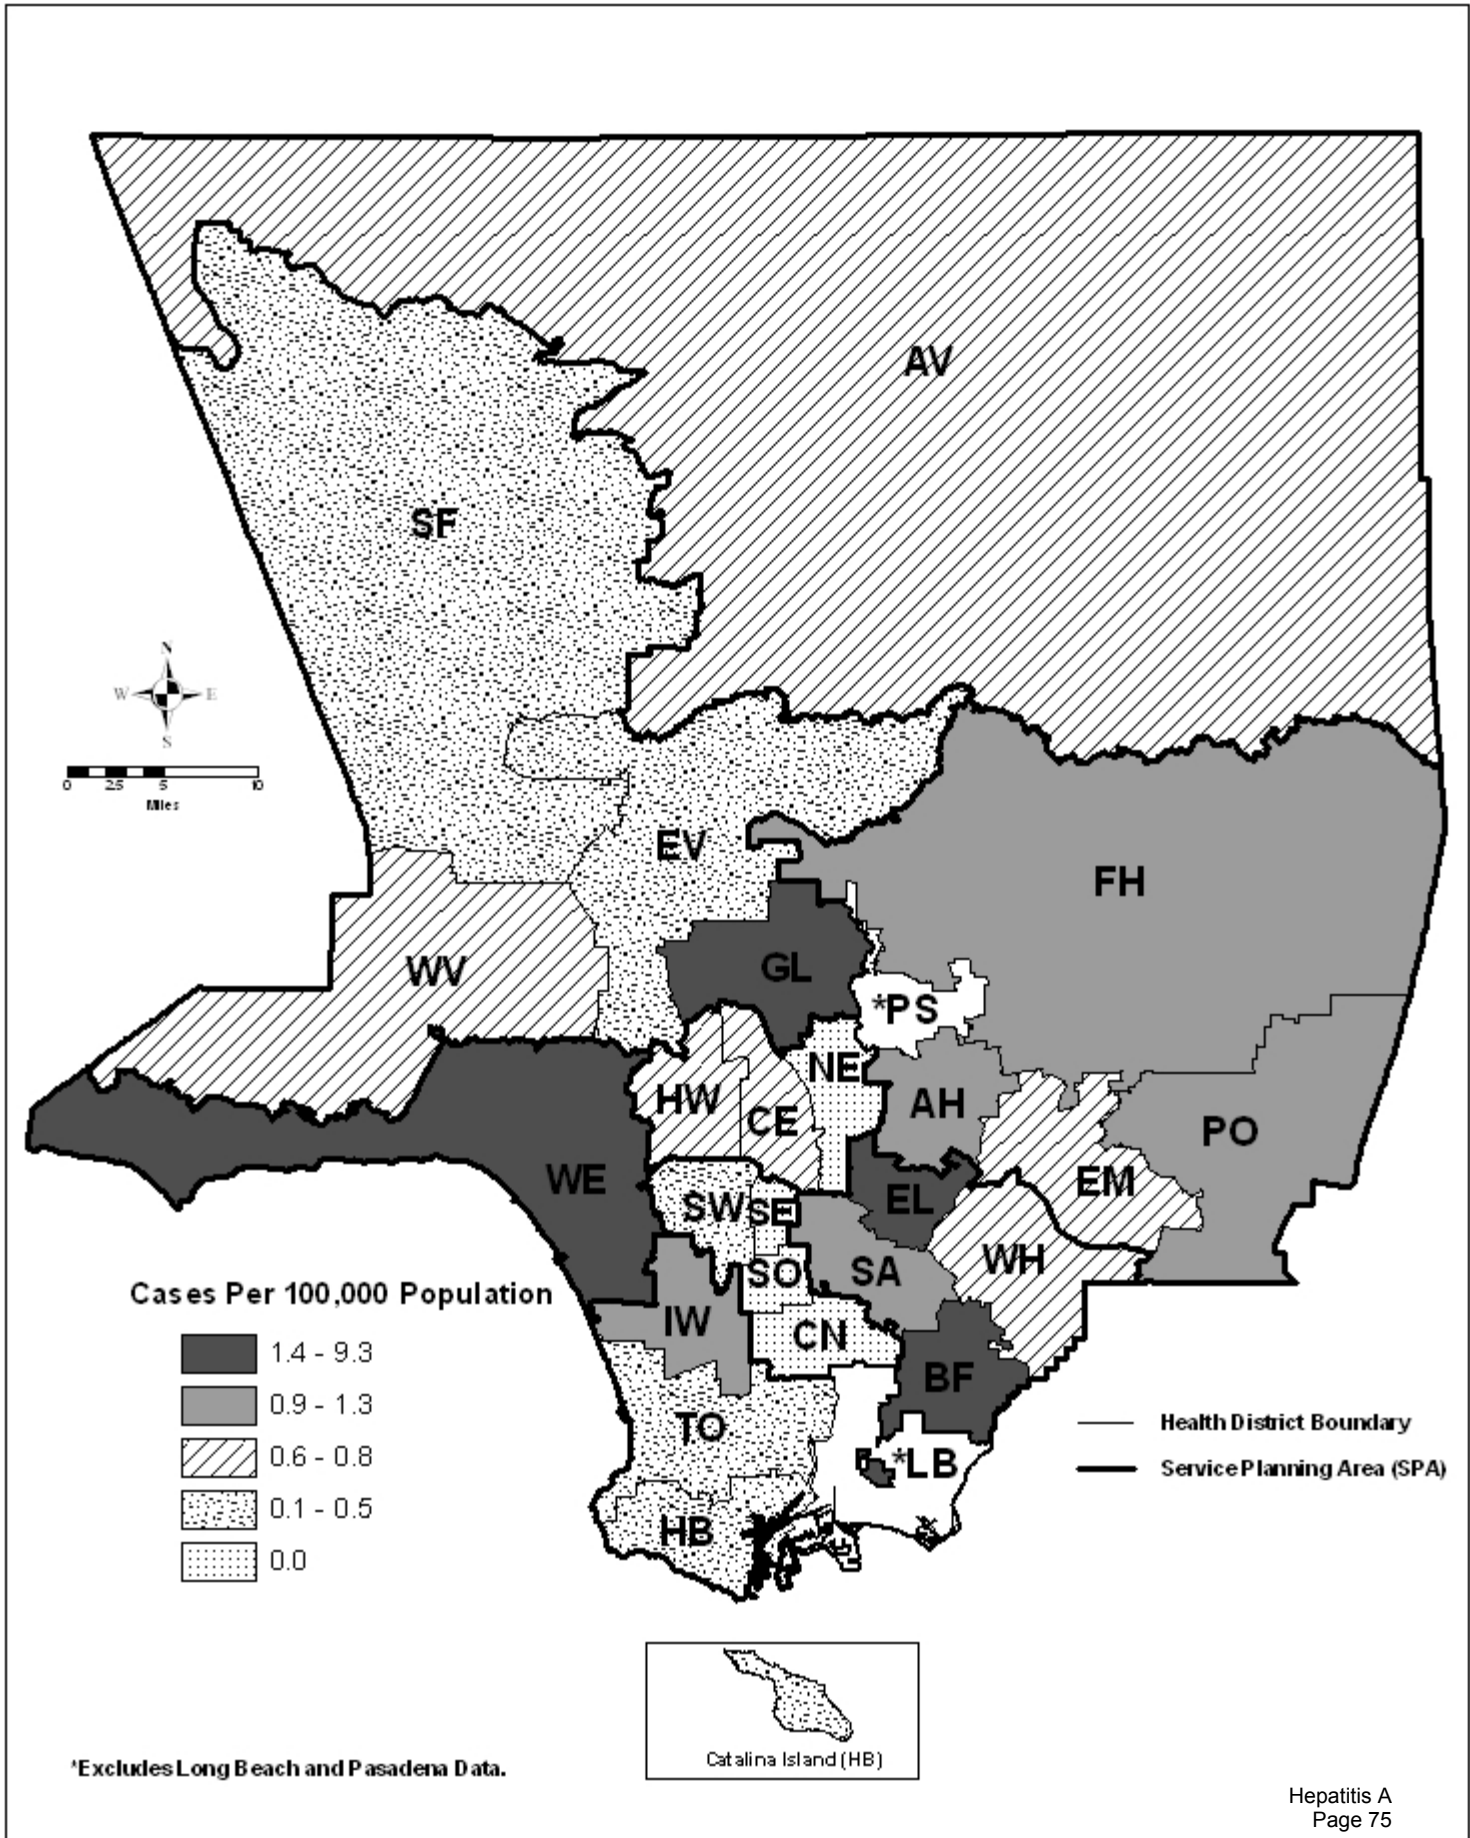 AV
SF
N
W E
S
0 2.5 5 10
Miles
EV
FH
WV
GL
*PS
NE
HW
CE
AH
PO
WE
EM
SW
SE
EL
WH
SO
SA
IW
CN
BF
TO
*LB
HB
Cases Per 100,000 Population
1.4 - 9.3
0.9 - 1.3
0.6 - 0.8
0.1 - 0.5
0.0
Health District Boundary
Service Planning Area (SPA)
Catalina Island (HB)
*Excludes Long Beach and Pasadena Data.
Hepatitis A
Page 75